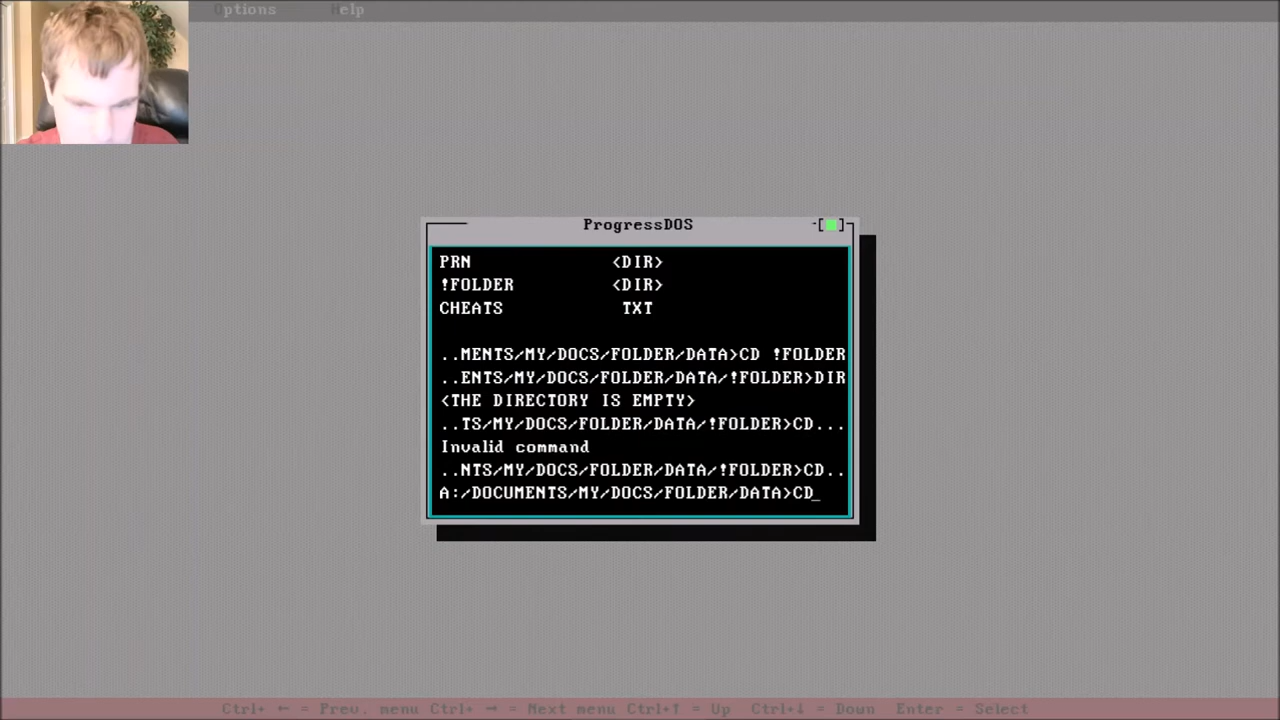 Options Help
ProgressDOS
PRN <DIR>
!FOLDER <DIR>
CHEATS TXT
..MENTS/MY/DOCS/FOLDER/DATA>CD !FOLDER
..ENTS/MY/DOCS/FOLDER/DATA/!FOLDER>DIR
<THE DIRECTORY IS EMPTY>
..TS/MY/DOCS/FOLDER/DATA/!FOLDER>CD...
Invalid command
..NTS/MY/DOCS/FOLDER/DATA/!FOLDER>CD..
A:/DOCUMENTS/MY/DOCS/FOLDER/DATA>CD_
Ctrl+ ← = Prev. menu Ctrl+ → = Next menu Ctrl+↑ = Up Ctrl+↓ = Down Enter = Select